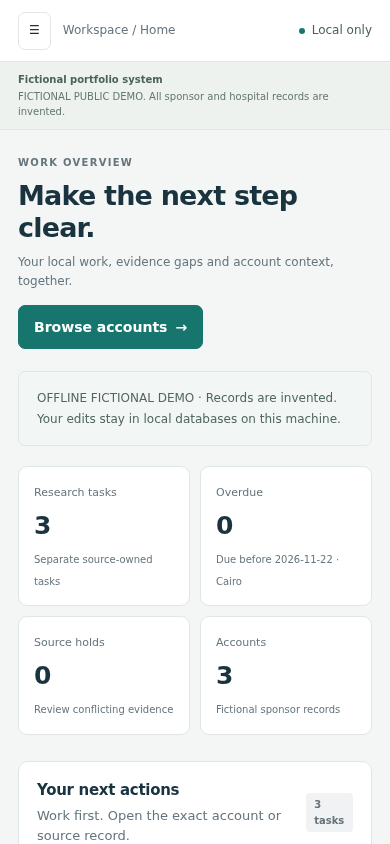 ☰ Workspace / Home ● Local only
Fictional portfolio system
FICTIONAL PUBLIC DEMO. All sponsor and hospital records are
invented.
WORK OVERVIEW
Make the next step
clear.
Your local work, evidence gaps and account context,
together.
Browse accounts →
OFFLINE FICTIONAL DEMO · Records are invented.
Your edits stay in local databases on this machine.
Research tasks
3
Separate source-owned
tasks
Overdue
0
Due before 2026-11-22 ·
Cairo
Source holds
0
Review conflicting evidence
Accounts
3
Fictional sponsor records
Your next actions
Work first. Open the exact account or
source record.
3
tasks